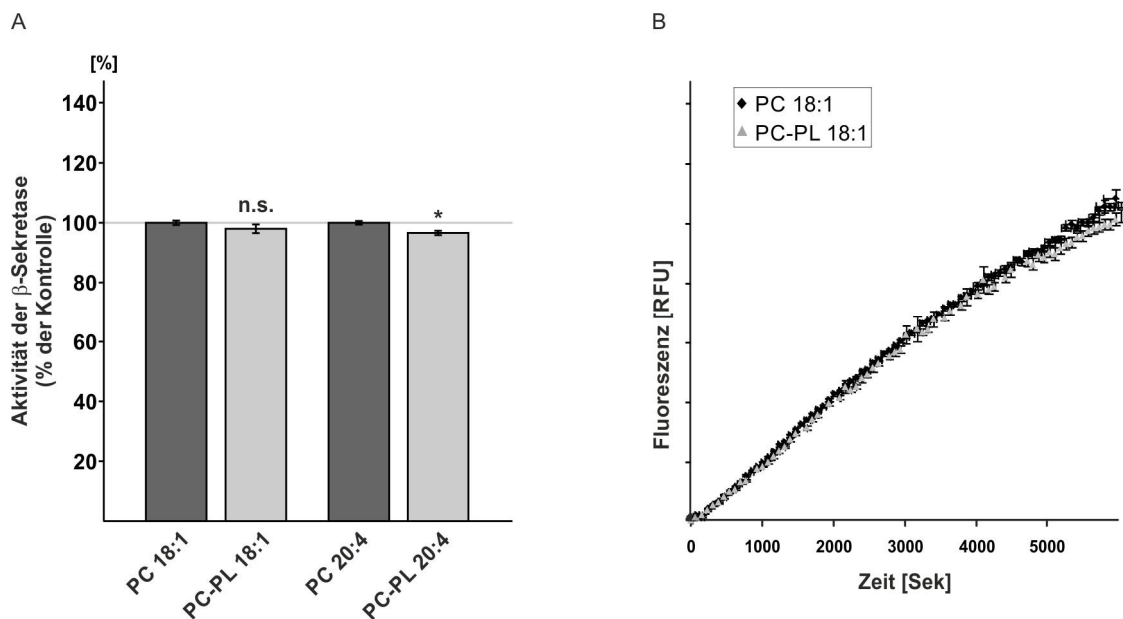 A
[%]
Aktivität der β-Sekretase
(% der Kontrolle)
140
120
100
80
60
40
20
n.s.
*
PC 18:1
PC-PL 18:1
PC 20:4
PC-PL 20:4
B
PC 18:1
PC-PL 18:1
Fluoreszenz [RFU]
0 1000 2000 3000 4000 5000
Zeit [Sek]